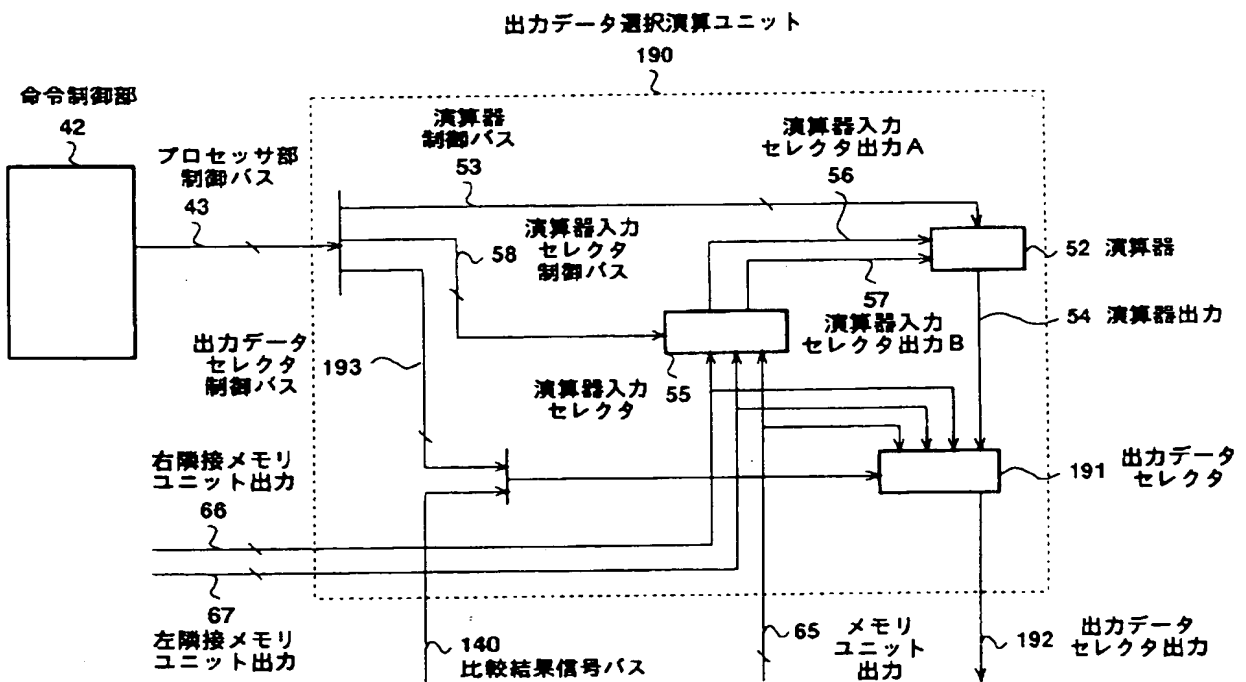 出力データ選択演算ユニット
190
命令制御部
42
プロセッサ部
制御バス
43
演算器
制御バス
53
演算器入力
セレクタ出力A
56
58
演算器入力
セレクタ
制御バス
52 演算器
57
演算器入力
セレクタ出力B
54 演算器出力
出力データ
セレクタ
制御バス
193
演算器入力
セレクタ
55
右隣接メモリ
ユニット出力
66
191
出力データ
セレクタ
67
左隣接メモリ
ユニット出力
140
比較結果信号バス
65
メモリ
ユニット
出力
192
出力データ
セレクタ出力